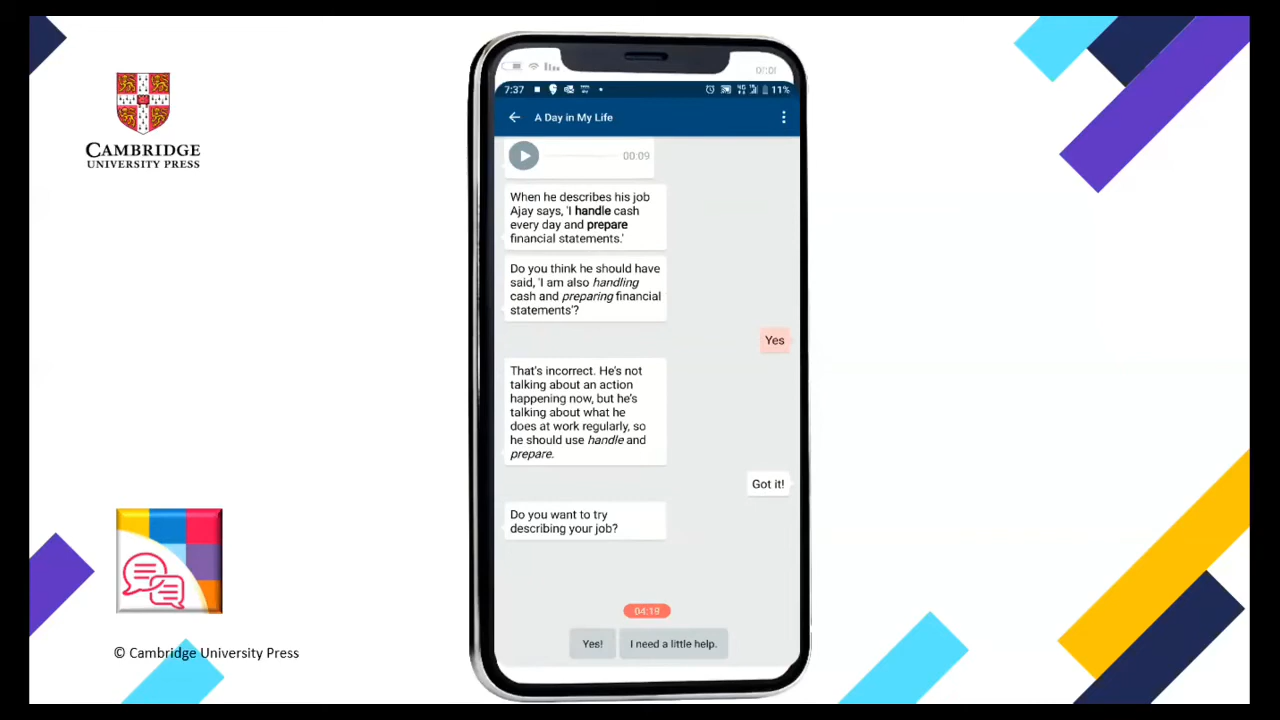 CAMBRIDGE
UNIVERSITY PRESS
7:37
11%
A Day in My Life
00:09
When he describes his job
Ajay says, 'I handle cash
every day and prepare
financial statements.'
Do you think he should have
said, 'I am also handling
cash and preparing financial
statements'?
Yes
That's incorrect. He's not
talking about an action
happening now, but he's
talking about what he
does at work regularly, so
he should use handle and
prepare.
Got it!
Do you want to try
describing your job?
04:19
Yes!
I need a little help.
© Cambridge University Press